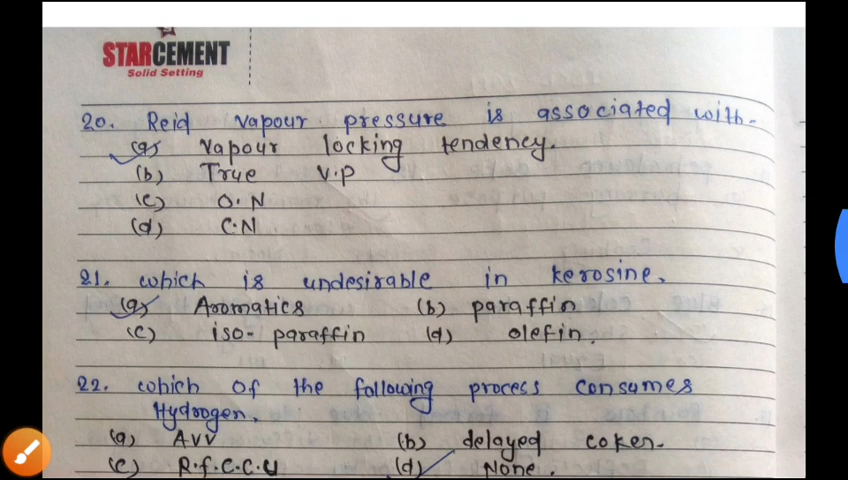 STARCEMENT
Solid Setting
20. Reid vapour pressure is associated with-
(a) vapour locking tendency.
(b) True V.P
(c) O.N
(d) C.N
21. which is undesirable in kerosine.
(a) Aromatics (b) paraffin
(c) iso-paraffin (d) olefin.
22. which of the following process consumes
Hydrogen.
(a) AVV (b) delayed coker.
(c) R.f.C.C.U (d) None.